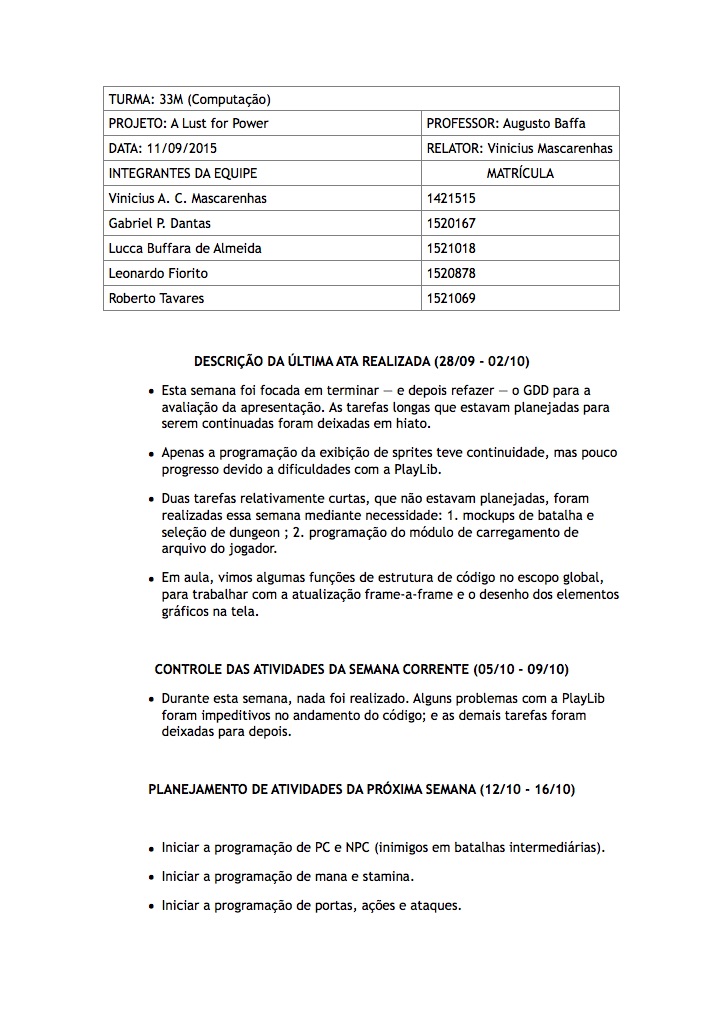 TURMA: 33M (Computação)
PROJETO: A Lust for Power PROFESSOR: Augusto Baffa
DATA: 11/09/2015 RELATOR: Vinicius Mascarenhas
INTEGRANTES DA EQUIPE MATRÍCULA
Vinicius A. C. Mascarenhas 1421515
Gabriel P. Dantas 1520167
Lucca Buffara de Almeida 1521018
Leonardo Fiorito 1520878
Roberto Tavares 1521069
DESCRIÇÃO DA ÚLTIMA ATA REALIZADA (28/09 - 02/10)
• Esta semana foi focada em terminar — e depois refazer — o GDD para a
avaliação da apresentação. As tarefas longas que estavam planejadas para
serem continuadas foram deixadas em hiato.
• Apenas a programação da exibição de sprites teve continuidade, mas pouco
progresso devido a dificuldades com a PlayLib.
• Duas tarefas relativamente curtas, que não estavam planejadas, foram
realizadas essa semana mediante necessidade: 1. mockups de batalha e
seleção de dungeon ; 2. programação do módulo de carregamento de
arquivo do jogador.
• Em aula, vimos algumas funções de estrutura de código no escopo global,
para trabalhar com a atualização frame-a-frame e o desenho dos elementos
gráficos na tela.
CONTROLE DAS ATIVIDADES DA SEMANA CORRENTE (05/10 - 09/10)
• Durante esta semana, nada foi realizado. Alguns problemas com a PlayLib
foram impeditivos no andamento do código; e as demais tarefas foram
deixadas para depois.
PLANEJAMENTO DE ATIVIDADES DA PRÓXIMA SEMANA (12/10 - 16/10)
• Iniciar a programação de PC e NPC (inimigos em batalhas intermediárias).
• Iniciar a programação de mana e stamina.
• Iniciar a programação de portas, ações e ataques.